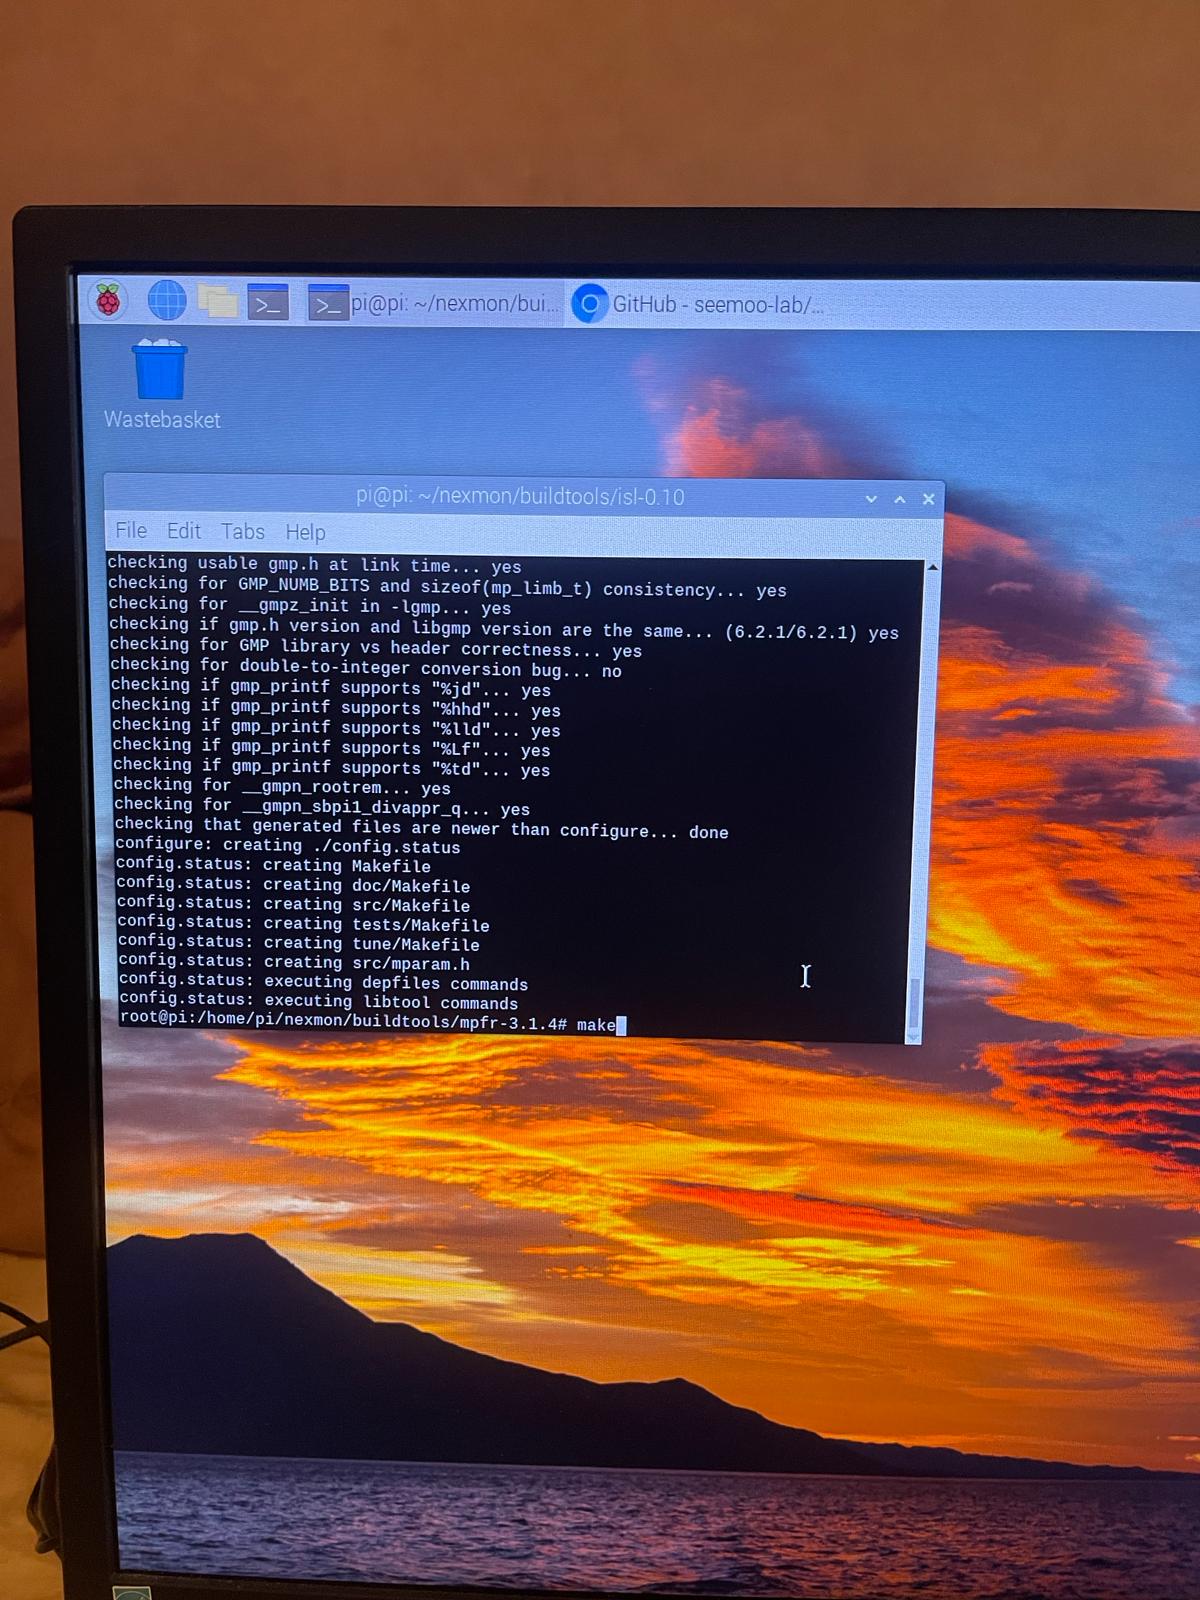 pi@pi: ~/nexmon/bui...
GitHub - seemoo-lab/...
Wastebasket
pi@pi: ~/nexmon/buildtools/isl-0.10
File Edit Tabs Help
checking usable gmp.h at link time... yes
checking for GMP_NUMB_BITS and sizeof(mp_limb_t) consistency... yes
checking for __gmpz_init in -lgmp... yes
checking if gmp.h version and libgmp version are the same... (6.2.1/6.2.1) yes
checking for GMP library vs header correctness... yes
checking for double-to-integer conversion bug... no
checking if gmp_printf supports "%jd"... yes
checking if gmp_printf supports "%hhd"... yes
checking if gmp_printf supports "%lld"... yes
checking if gmp_printf supports "%Lf"... yes
checking if gmp_printf supports "%td"... yes
checking for __gmpn_rootrem... yes
checking for __gmpn_sbpi1_divappr_q... yes
checking that generated files are newer than configure... done
configure: creating ./config.status
config.status: creating Makefile
config.status: creating doc/Makefile
config.status: creating src/Makefile
config.status: creating tests/Makefile
config.status: creating tune/Makefile
config.status: creating src/mparam.h
config.status: executing depfiles commands
config.status: executing libtool commands
root@pi:/home/pi/nexmon/buildtools/mpfr-3.1.4# make